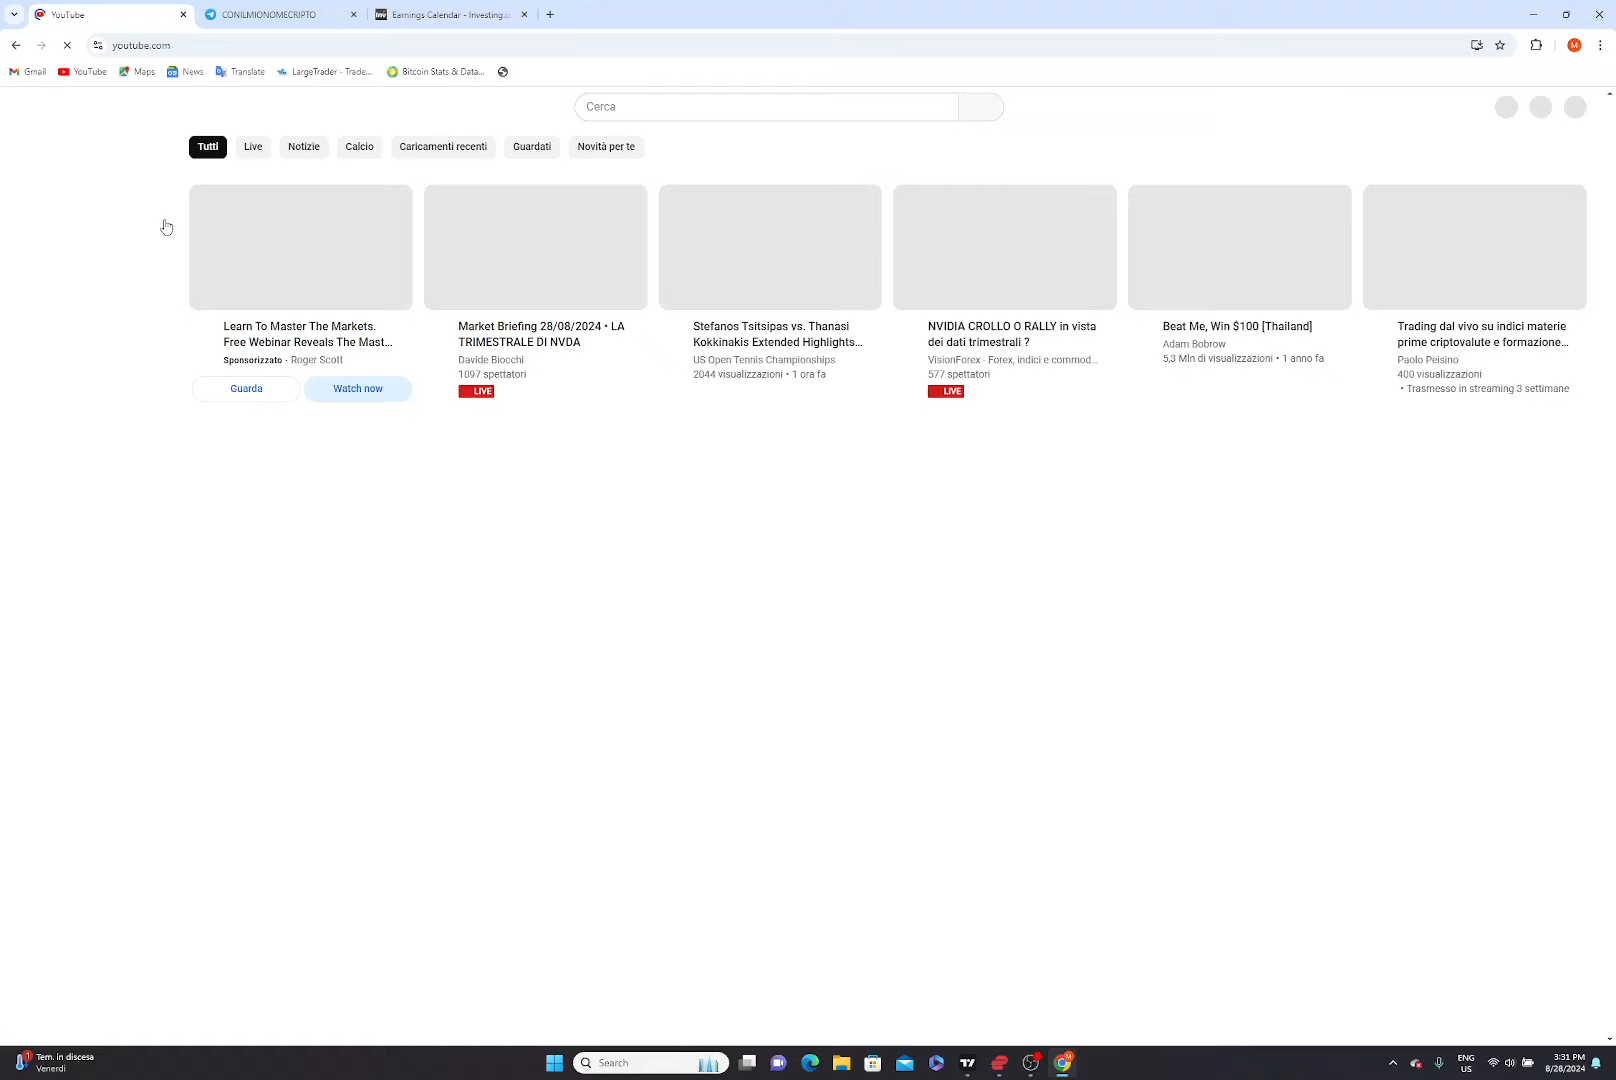 YouTube
CONILMIONOMECRIPTO
Earnings Calendar - Investing.c
youtube.com
M
Gmail
YouTube
Maps
News
Translate
LargeTrader - Trade...
Bitcoin Stats & Data...
Cerca
Tutti
Live
Notizie
Calcio
Caricamenti recenti
Guardati
Novità per te
Learn To Master The Markets.
Free Webinar Reveals The Mast...
Sponsorizzato · Roger Scott
Guarda
Watch now
Market Briefing 28/08/2024 • LA
TRIMESTRALE DI NVDA
Davide Biocchi
1097 spettatori
LIVE
Stefanos Tsitsipas vs. Thanasi
Kokkinakis Extended Highlights...
US Open Tennis Championships
2044 visualizzazioni • 1 ora fa
NVIDIA CROLLO O RALLY in vista
dei dati trimestrali ?
VisionForex - Forex, indici e commod...
577 spettatori
LIVE
Beat Me, Win $100 [Thailand]
Adam Bobrow
5,3 Mln di visualizzazioni • 1 anno fa
Trading dal vivo su indici materie
prime criptovalute e formazione...
Paolo Peisino
400 visualizzazioni
• Trasmesso in streaming 3 settimane
1
Tem. in discesa
Venerdì
Search
M
ENG
US
3:31 PM
8/28/2024